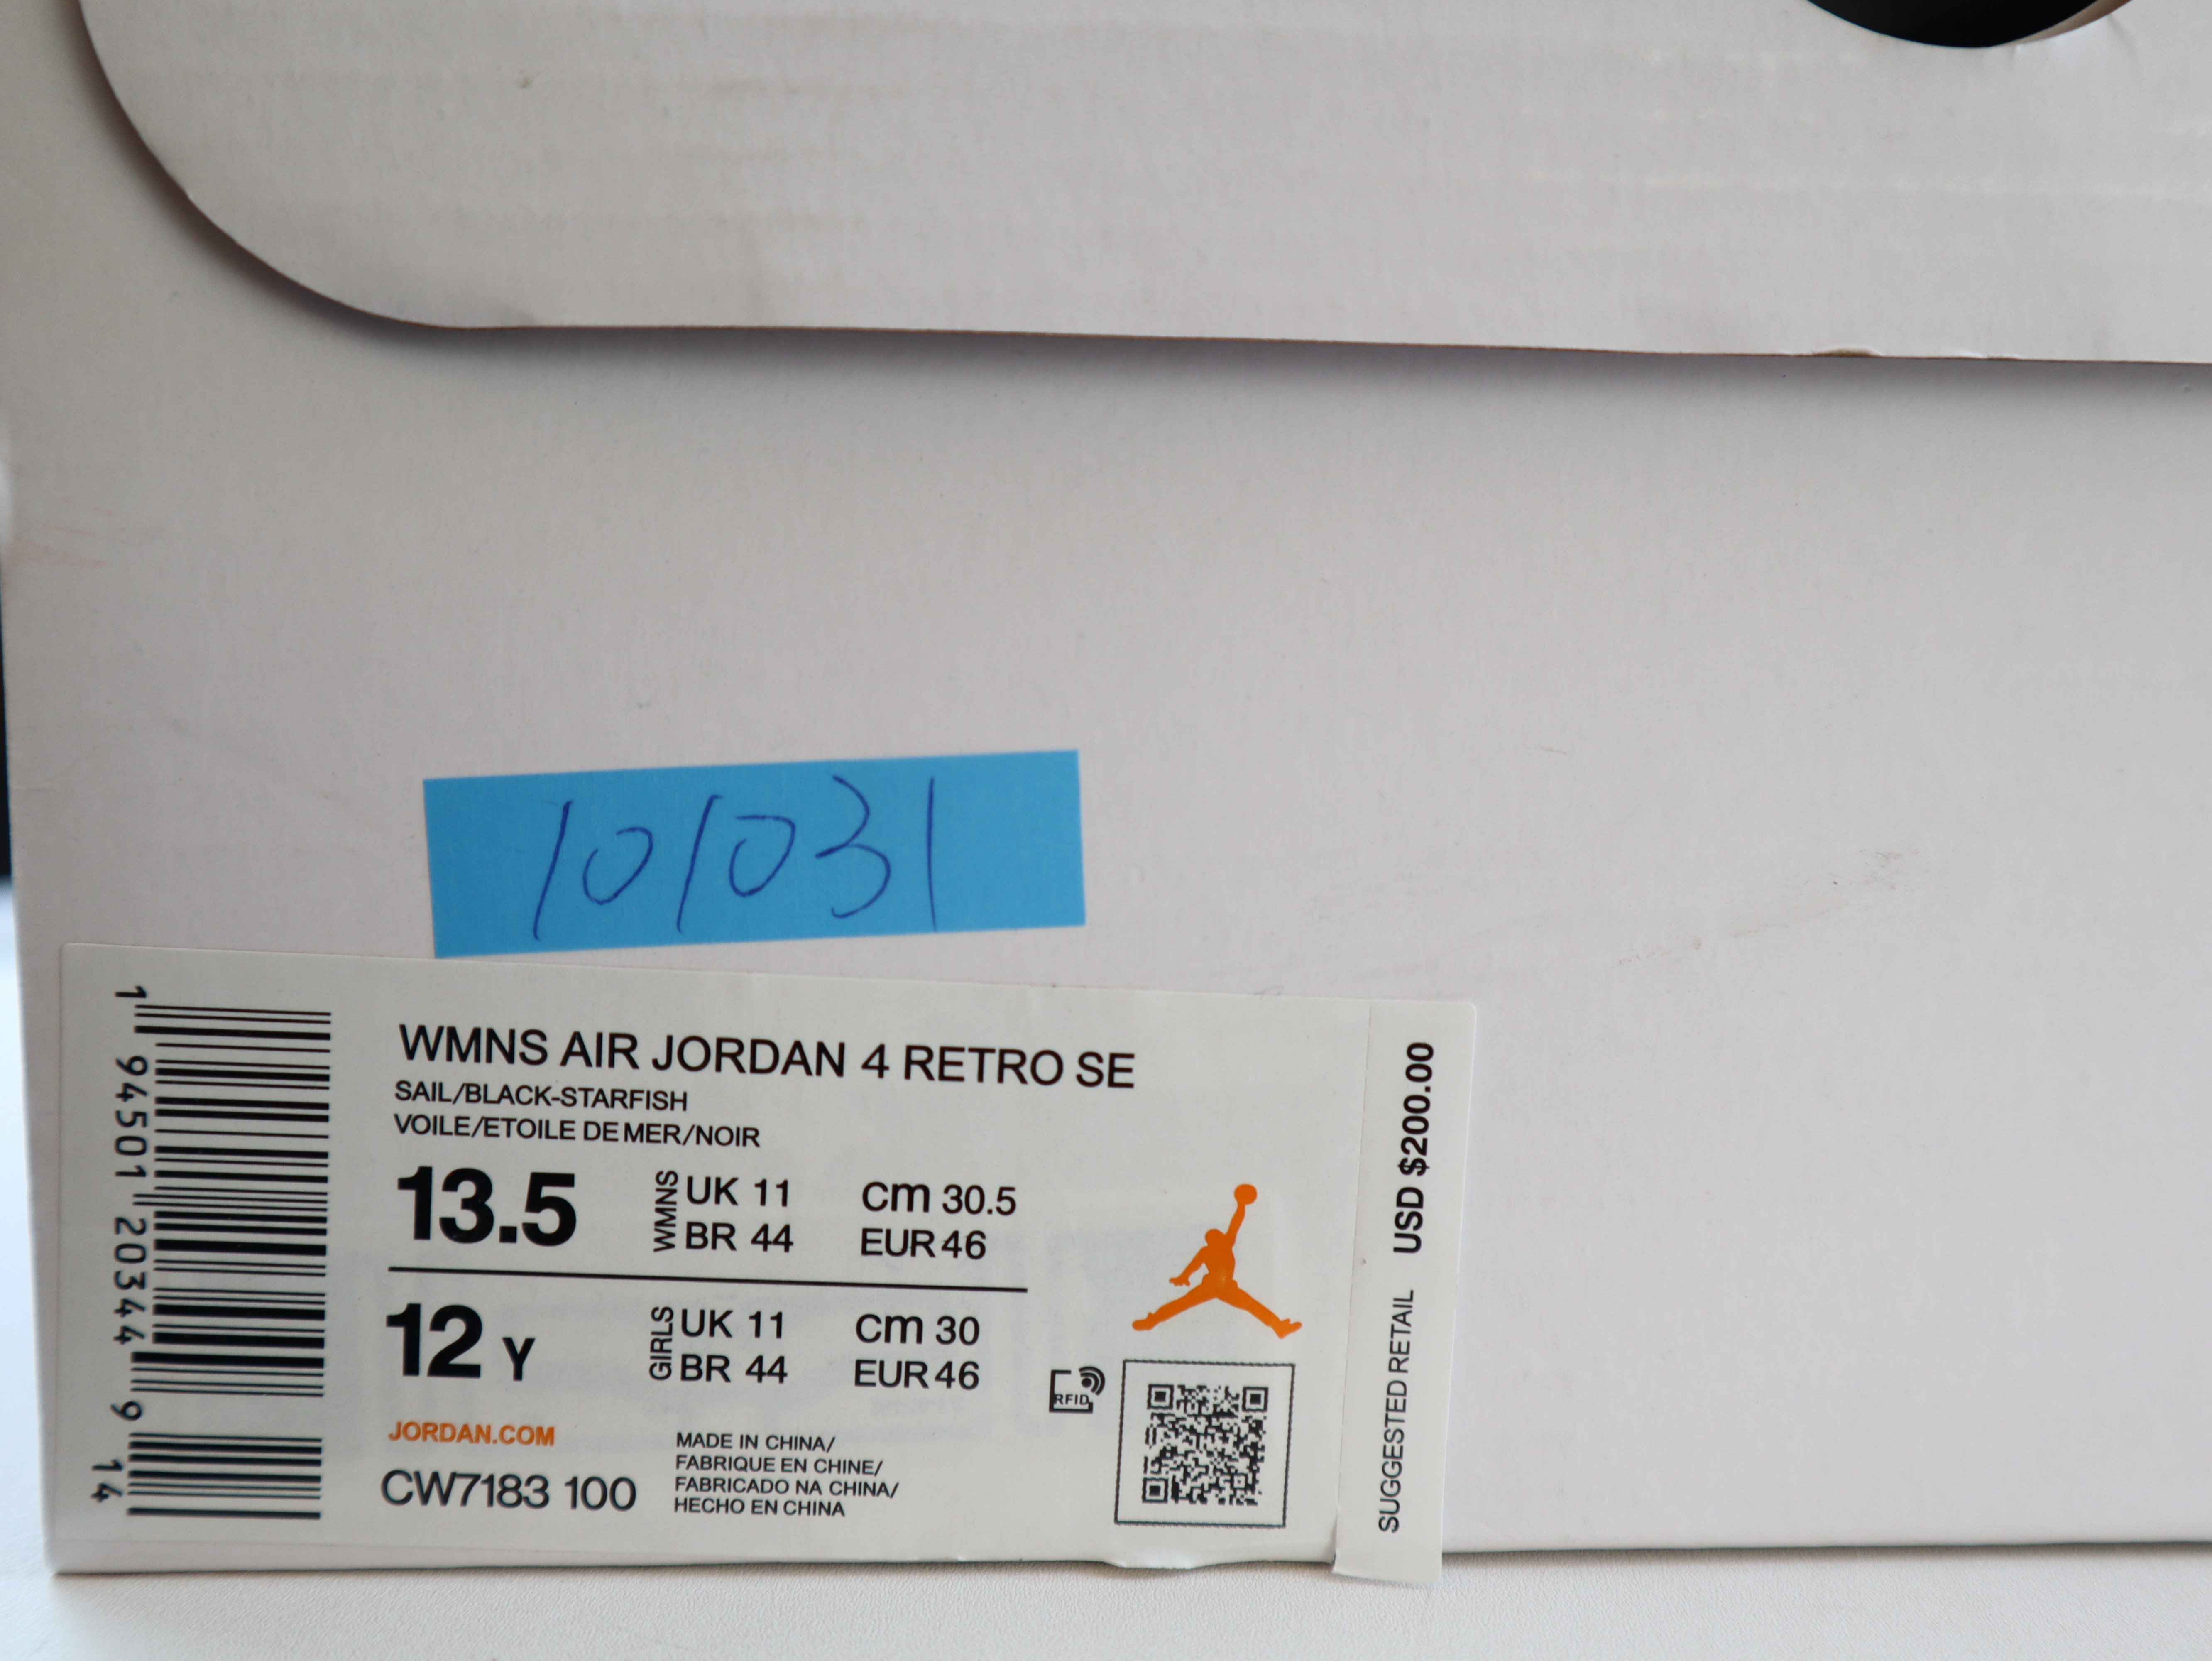 101031
WMNS AIR JORDAN 4 RETRO SE
SAIL/BLACK-STARFISH
VOILE/ETOILE DE MER/NOIR
13.5 WMNS UK 11 cm 30.5
BR 44 EUR 46
12 Y GIRLS UK 11 cm 30
BR 44 EUR 46
RFID
JORDAN.COM
CW7183 100
MADE IN CHINA/
FABRIQUE EN CHINE/
FABRICADO NA CHINA/
HECHO EN CHINA
1 94501 20344 9 14
SUGGESTED RETAIL USD $200.00